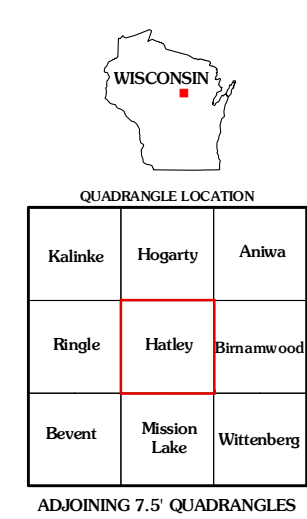 WISCONSIN
QUADRANGLE LOCATION
Kalinke
Hogarty
Aniwa
Ringle
Hatley
Birnamwood
Bevent
Mission
Lake
Wittenberg
ADJOINING 7.5' QUADRANGLES